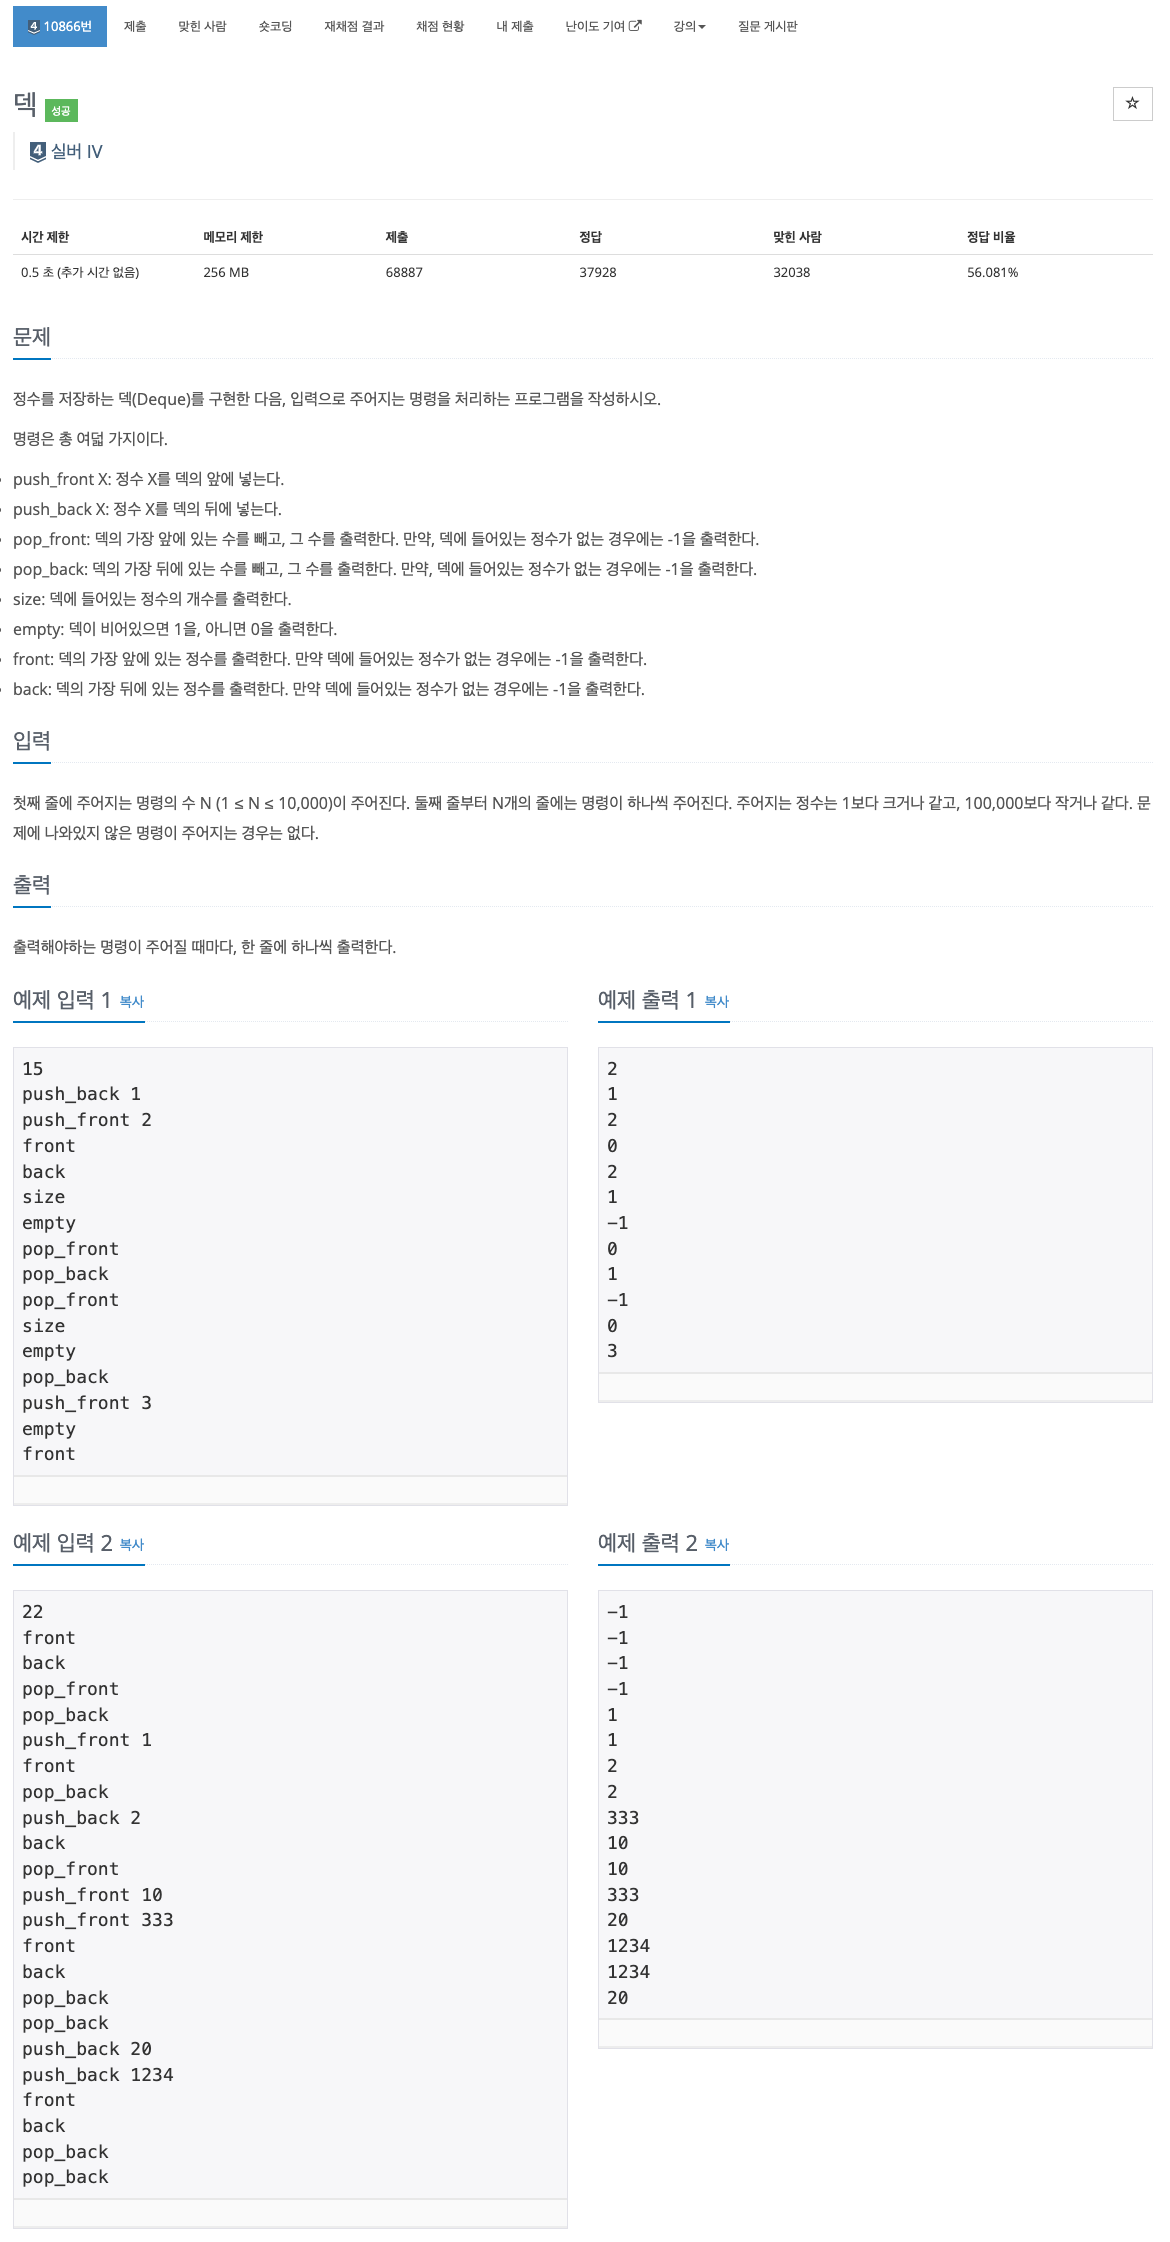 4 10866번 제출 맞힌 사람 숏코딩 재채점 결과 채점 현황 내 제출 난이도 기여 강의 질문 게시판
덱 성공
4 실버 IV
시간 제한 메모리 제한 제출 정답 맞힌 사람 정답 비율
0.5 초 (추가 시간 없음) 256 MB 68887 37928 32038 56.081%
문제
정수를 저장하는 덱(Deque)를 구현한 다음, 입력으로 주어지는 명령을 처리하는 프로그램을 작성하시오.
명령은 총 여덟 가지이다.
push_front X: 정수 X를 덱의 앞에 넣는다.
push_back X: 정수 X를 덱의 뒤에 넣는다.
pop_front: 덱의 가장 앞에 있는 수를 빼고, 그 수를 출력한다. 만약, 덱에 들어있는 정수가 없는 경우에는 -1을 출력한다.
pop_back: 덱의 가장 뒤에 있는 수를 빼고, 그 수를 출력한다. 만약, 덱에 들어있는 정수가 없는 경우에는 -1을 출력한다.
size: 덱에 들어있는 정수의 개수를 출력한다.
empty: 덱이 비어있으면 1을, 아니면 0을 출력한다.
front: 덱의 가장 앞에 있는 정수를 출력한다. 만약 덱에 들어있는 정수가 없는 경우에는 -1을 출력한다.
back: 덱의 가장 뒤에 있는 정수를 출력한다. 만약 덱에 들어있는 정수가 없는 경우에는 -1을 출력한다.
입력
첫째 줄에 주어지는 명령의 수 N (1 ≤ N ≤ 10,000)이 주어진다. 둘째 줄부터 N개의 줄에는 명령이 하나씩 주어진다. 주어지는 정수는 1보다 크거나 같고, 100,000보다 작거나 같다. 문
제에 나와있지 않은 명령이 주어지는 경우는 없다.
출력
출력해야하는 명령이 주어질 때마다, 한 줄에 하나씩 출력한다.
예제 입력 1 복사
15
push_back 1
push_front 2
front
back
size
empty
pop_front
pop_back
pop_front
size
empty
pop_back
push_front 3
empty
front
예제 출력 1 복사
2
1
2
0
2
1
-1
0
1
-1
0
3
예제 입력 2 복사
22
front
back
pop_front
pop_back
push_front 1
front
pop_back
push_back 2
back
pop_front
push_front 10
push_front 333
front
back
pop_back
pop_back
push_back 20
push_back 1234
front
back
pop_back
pop_back
예제 출력 2 복사
-1
-1
-1
-1
1
1
2
2
333
10
10
333
20
1234
1234
20